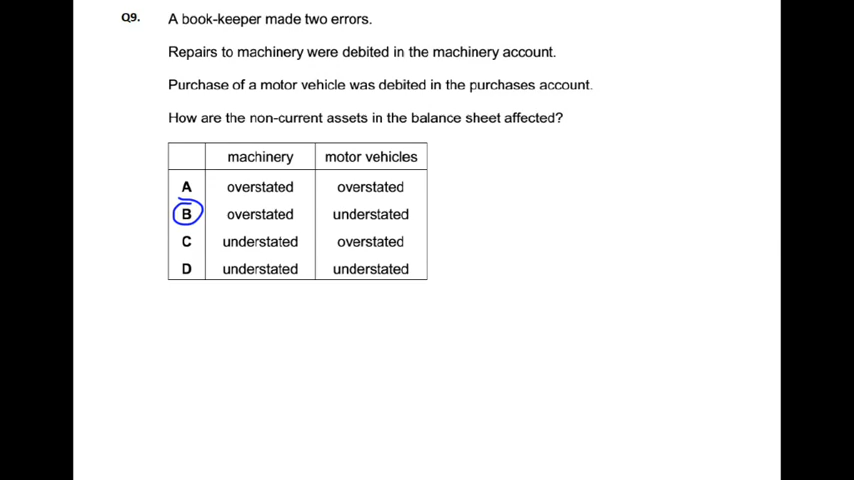 Q9. A book-keeper made two errors.
Repairs to machinery were debited in the machinery account.
Purchase of a motor vehicle was debited in the purchases account.
How are the non-current assets in the balance sheet affected?
machinery motor vehicles
A overstated overstated
B overstated understated
C understated overstated
D understated understated